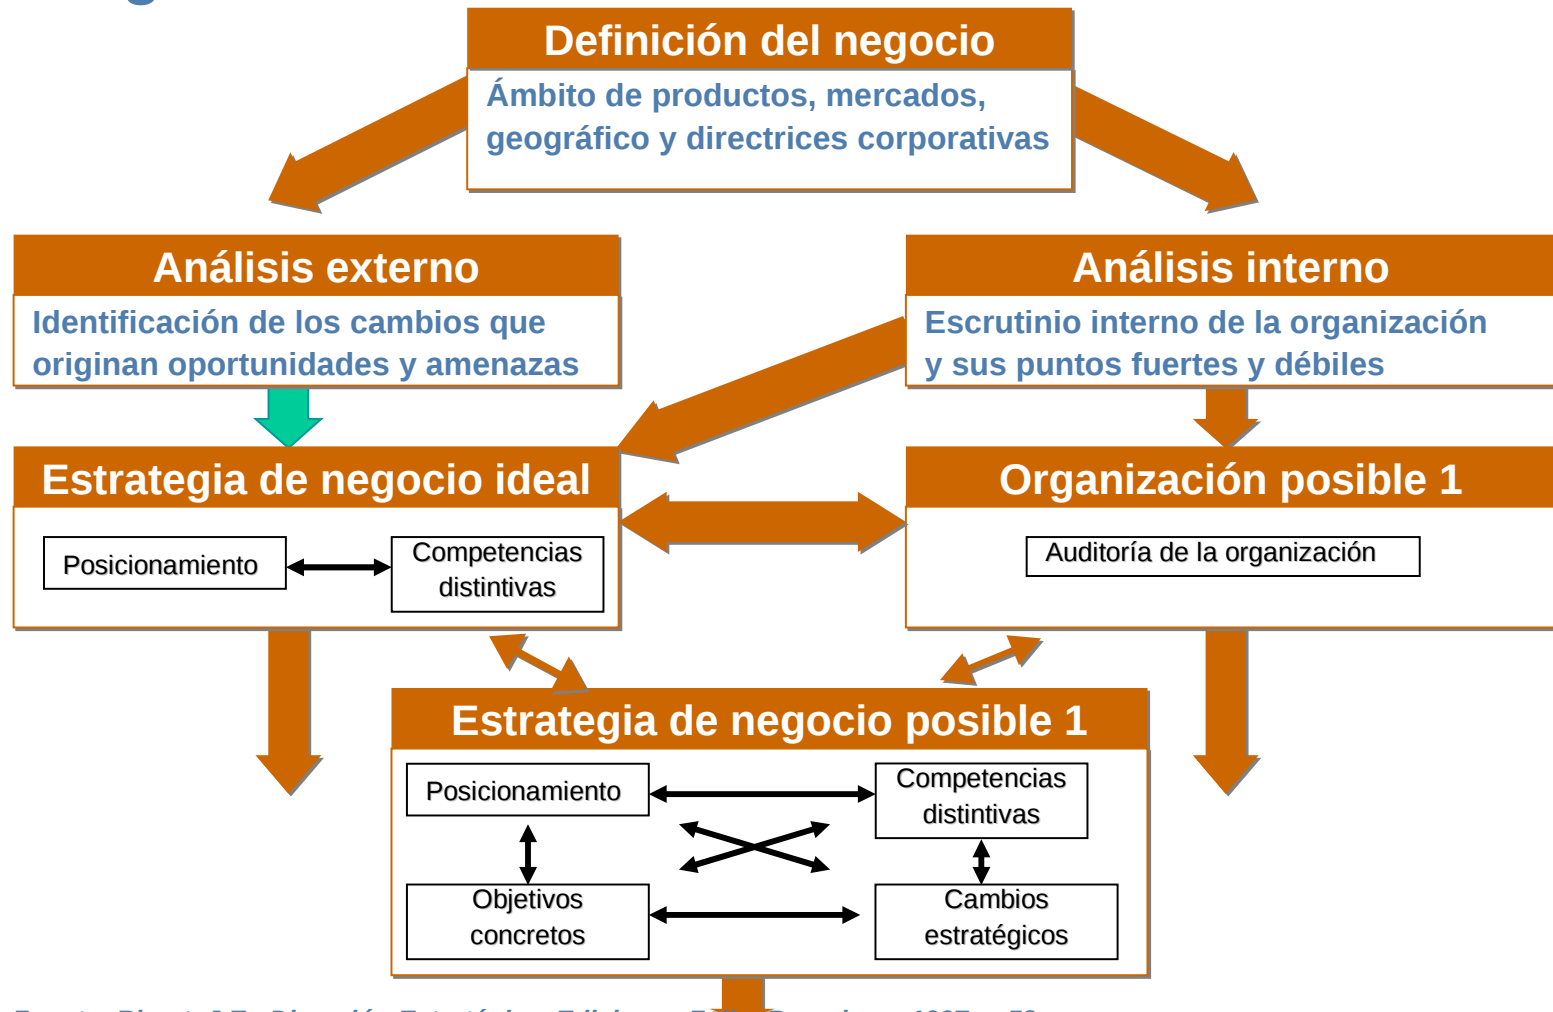 Definición del negocio
Ámbito de productos, mercados,
geográfico y directrices corporativas
Análisis externo
Identificación de los cambios que
originan oportunidades y amenazas
Análisis interno
Escrutinio interno de la organización
y sus puntos fuertes y débiles
Estrategia de negocio ideal
Posicionamiento
Competencias
distintivas
Organización posible 1
Auditoría de la organización
Estrategia de negocio posible 1
Posicionamiento
Competencias
distintivas
Objetivos
concretos
Cambios
estratégicos